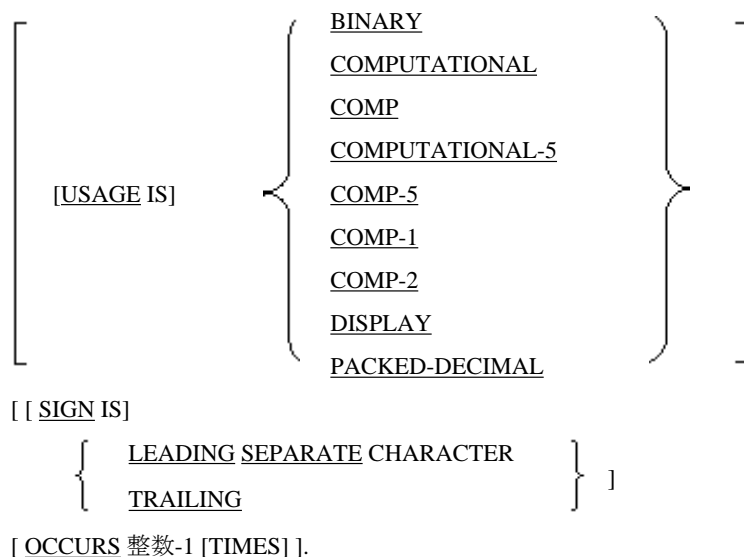 BINARY
COMPUTATIONAL
COMP
COMPUTATIONAL-5
[USAGE IS] COMP-5
COMP-1
COMP-2
DISPLAY
PACKED-DECIMAL
[ [ SIGN IS]
LEADING SEPARATE CHARACTER
TRAILING ]
[ OCCURS 整数-1 [TIMES] ].